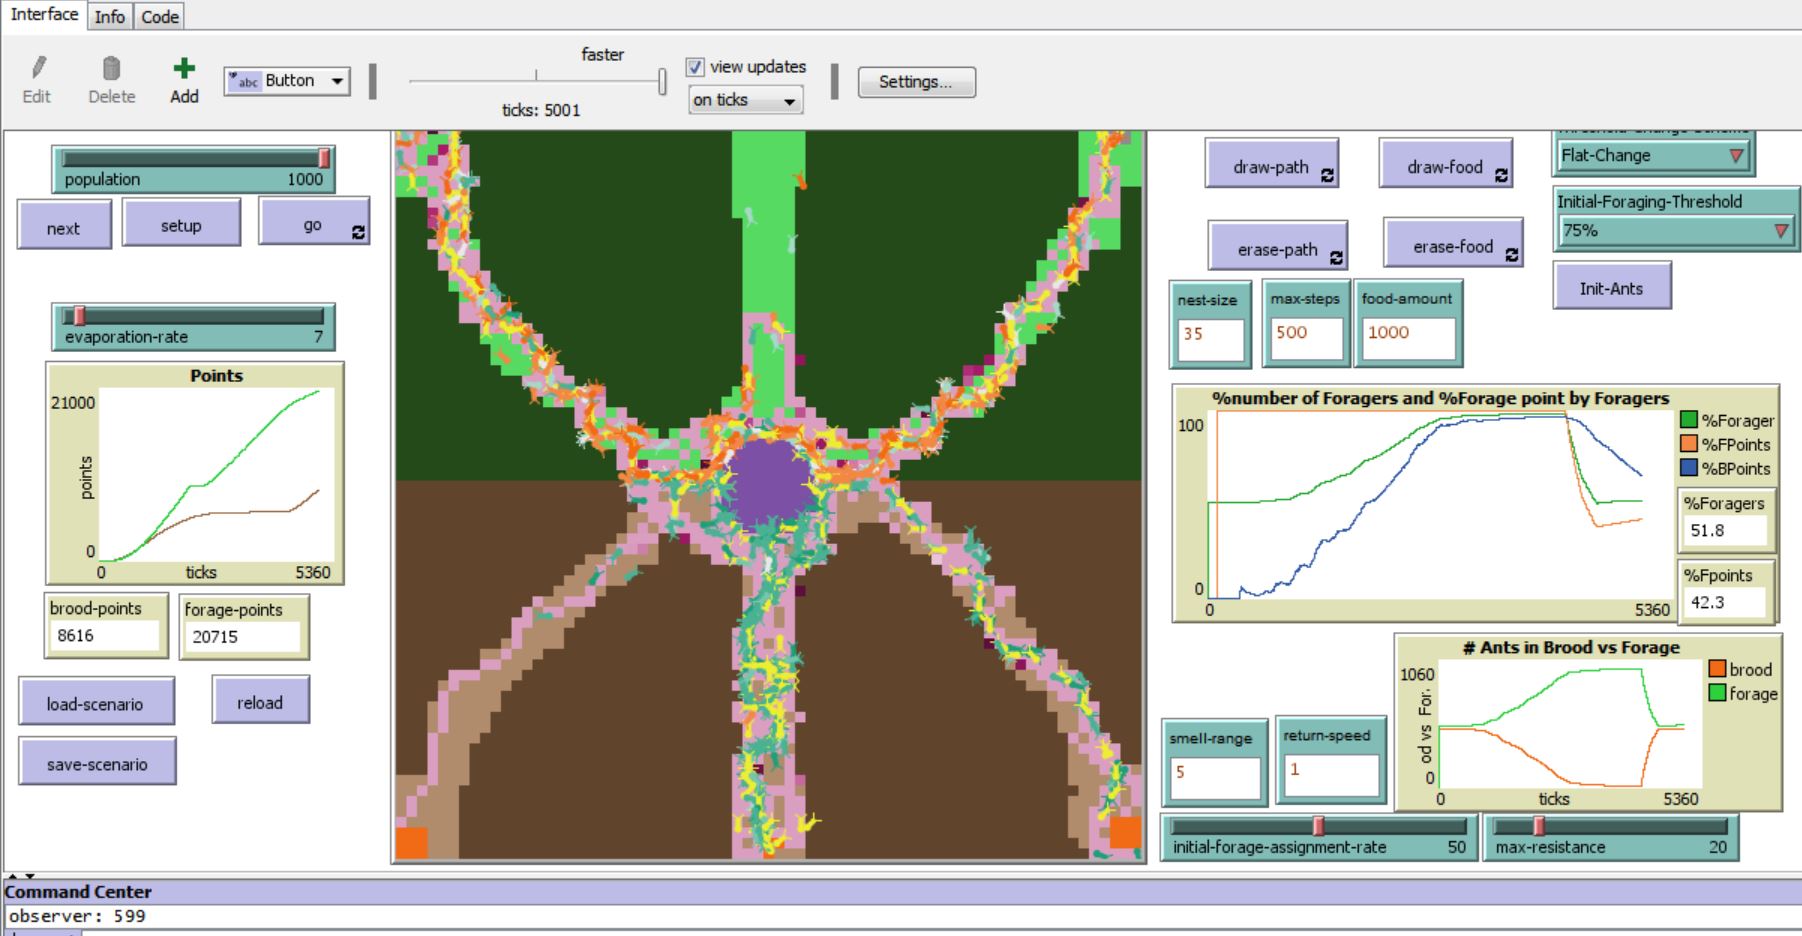 Interface Info Code
Edit Delete Add abc Button faster ticks: 5001 view updates on ticks Settings...
population 1000
next setup go
evaporation-rate 7
Points
21000
points
0
0 ticks 5360
brood-points
8616
forage-points
20715
load-scenario reload
save-scenario
draw-path draw-food
erase-path erase-food
Flat-Change
Initial-Foraging-Threshold
75%
Init-Ants
nest-size
35
max-steps
500
food-amount
1000
%number of Foragers and %Forage point by Foragers
100
0
0 5360
%Forager
%FPoints
%BPoints
%Foragers
51.8
%Fpoints
42.3
# Ants in Brood vs Forage
1060
od vs For.
0
0 ticks 5360
brood
forage
smell-range
5
return-speed
1
initial-forage-assignment-rate 50
max-resistance 20
Command Center
observer: 599